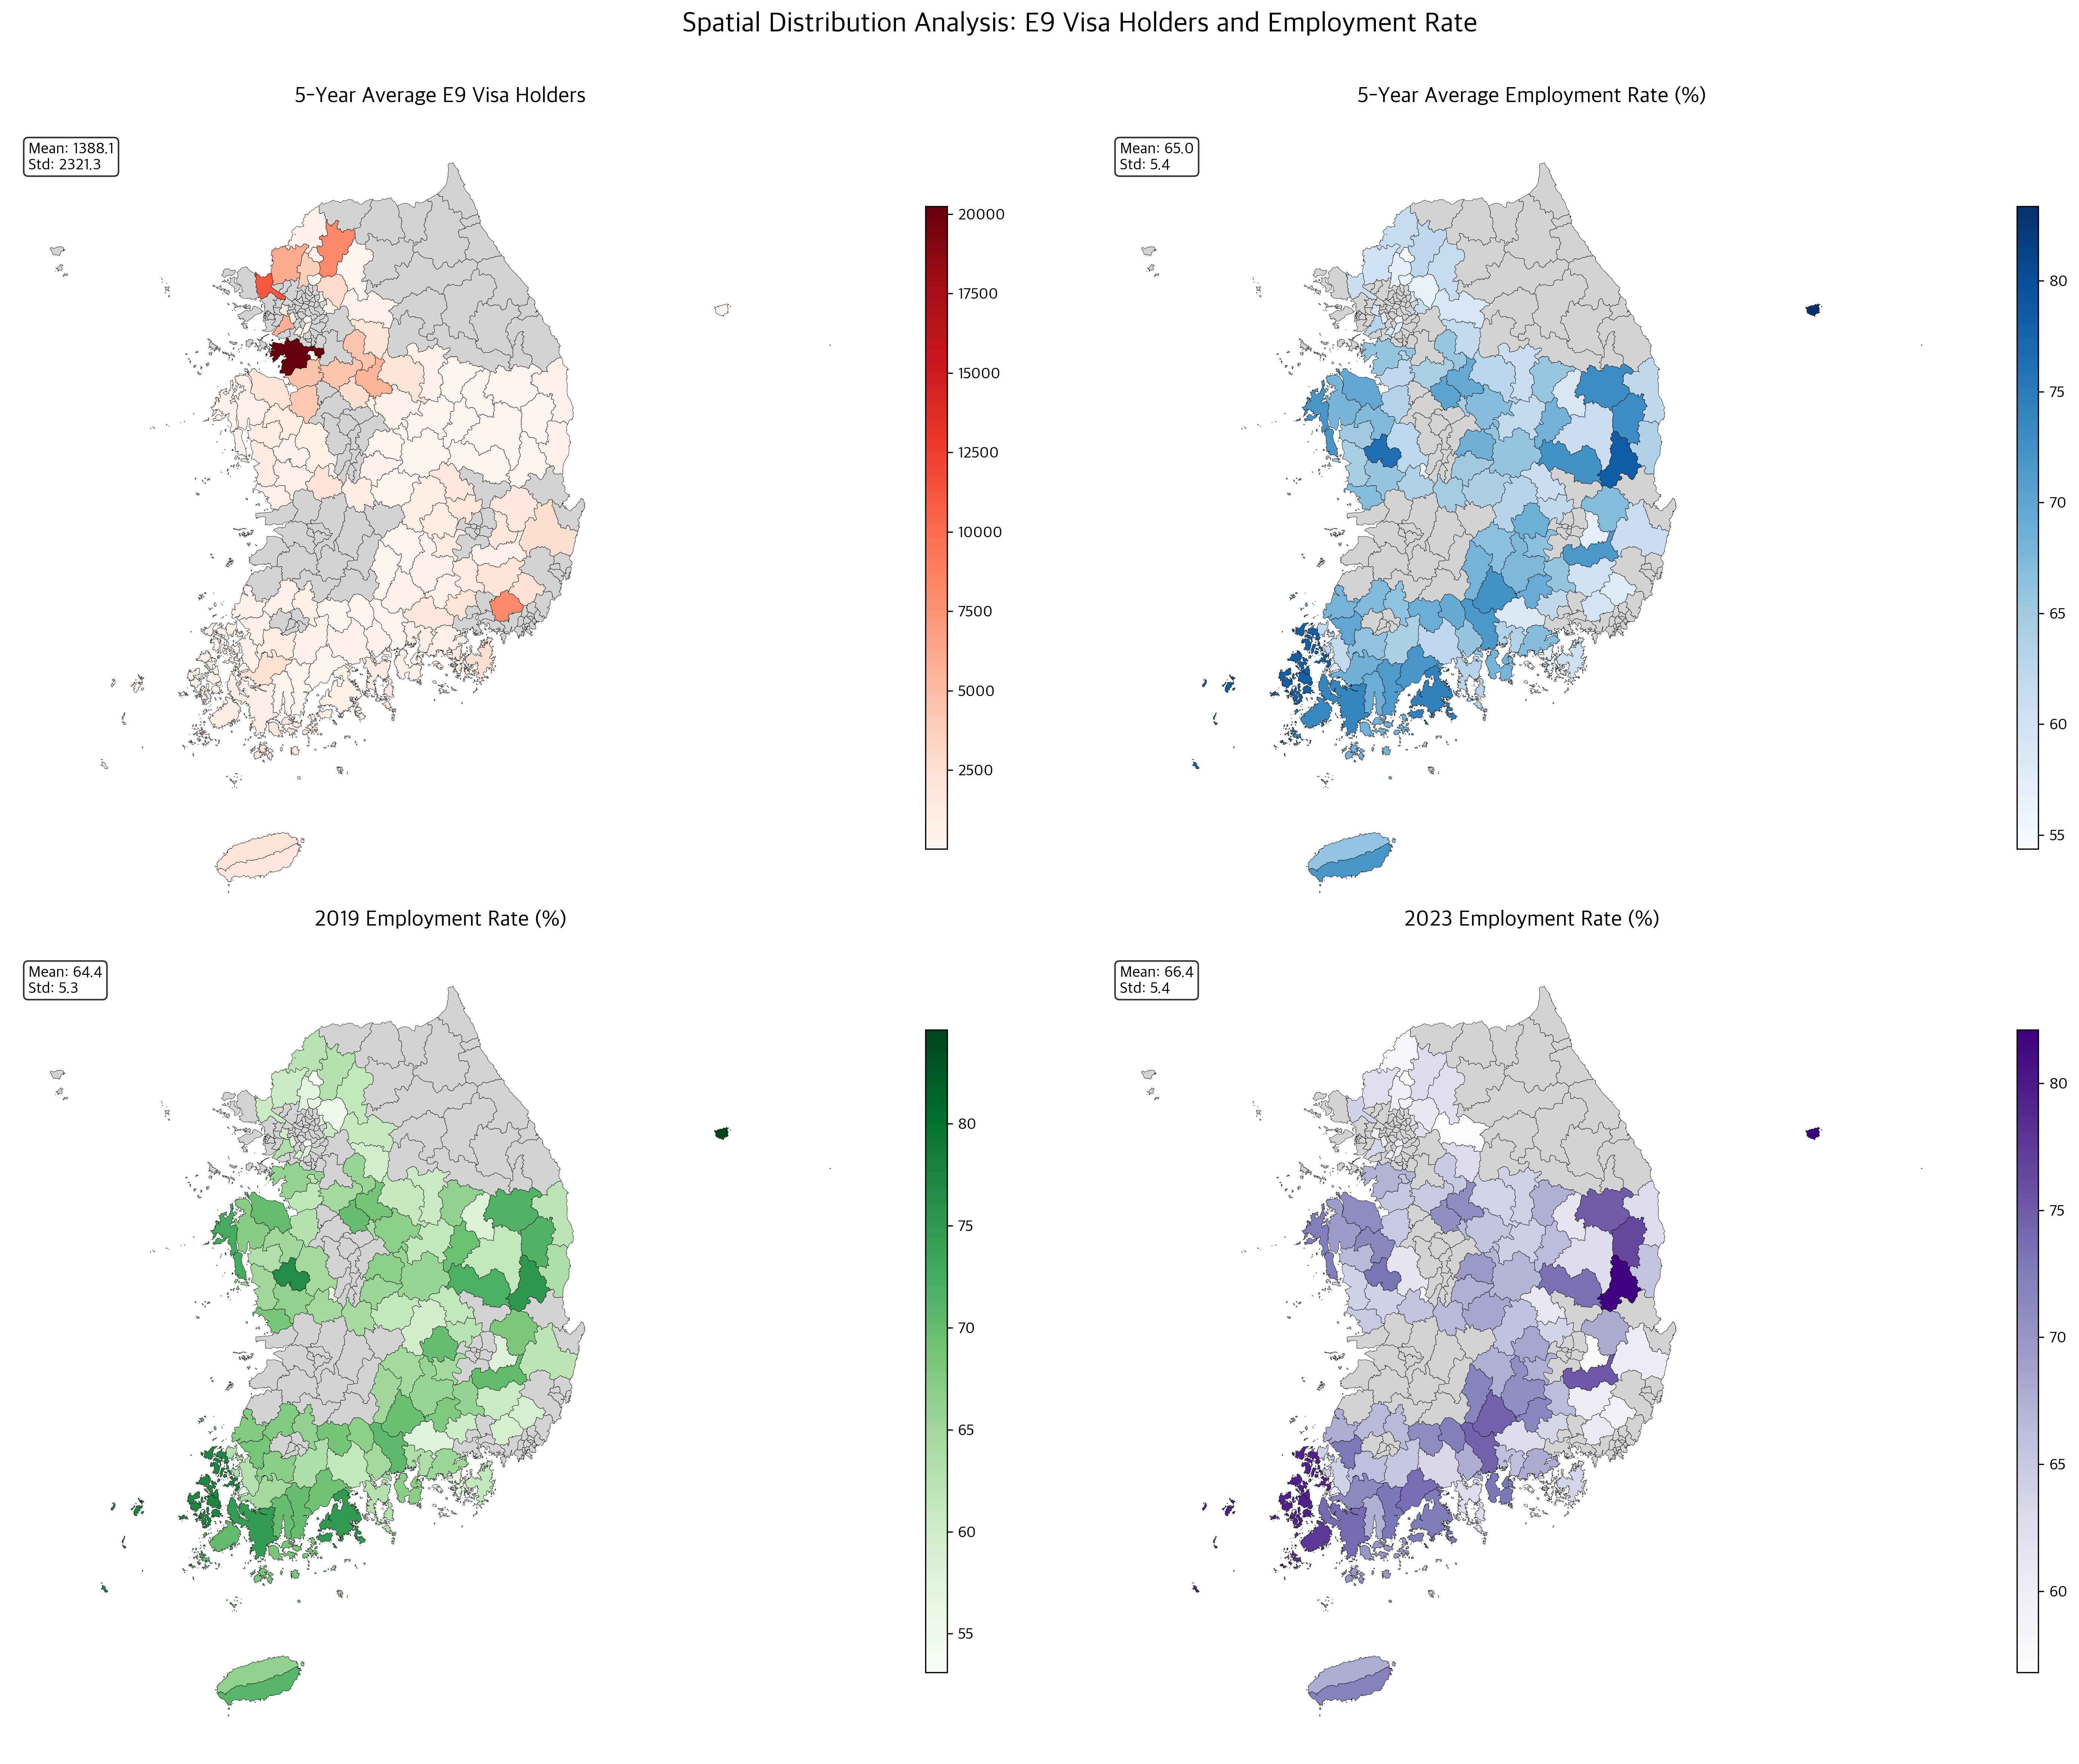 Spatial Distribution Analysis: E9 Visa Holders and Employment Rate
5-Year Average E9 Visa Holders
Mean: 1388.1
Std: 2321.3
20000
17500
15000
12500
10000
7500
5000
2500
5-Year Average Employment Rate (%)
Mean: 65.0
Std: 5.4
80
75
70
65
60
55
2019 Employment Rate (%)
Mean: 64.4
Std: 5.3
80
75
70
65
60
55
2023 Employment Rate (%)
Mean: 66.4
Std: 5.4
80
75
70
65
60